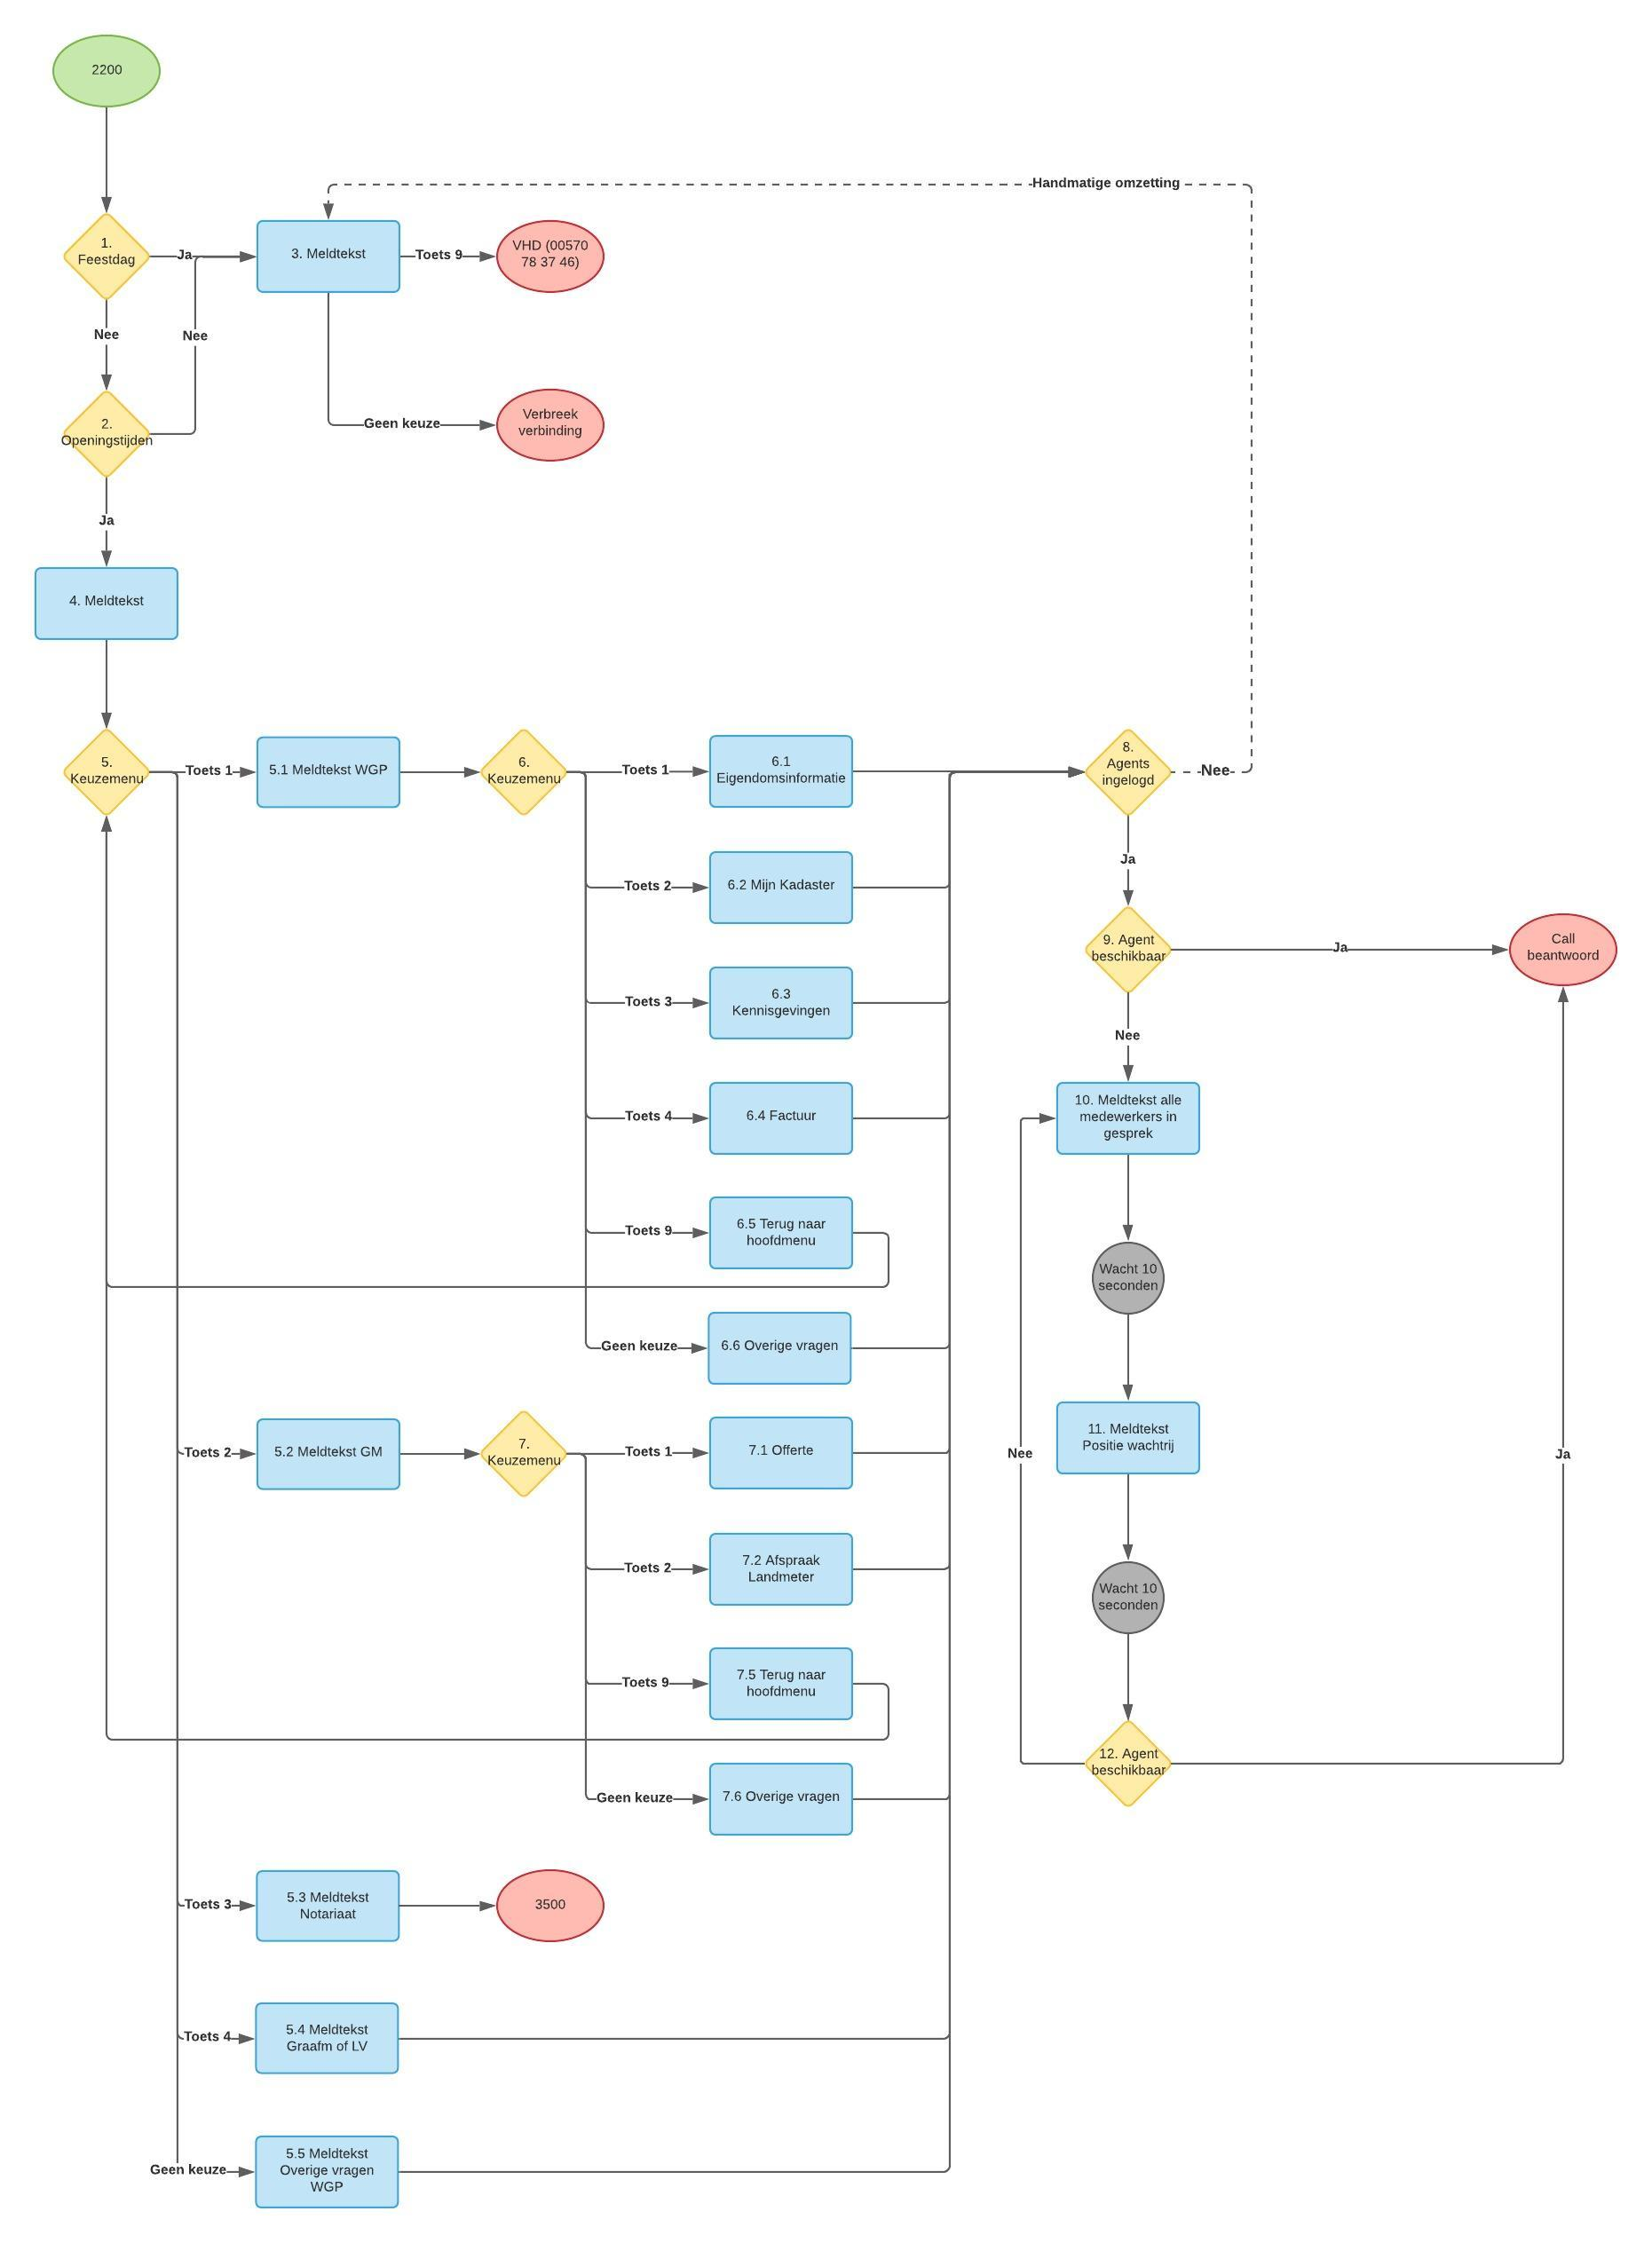 2200
Handmatige omzetting
1.
Feestdag
Ja
3. Meldtekst
Toets 9
VHD (00570
78 37 46)
Nee
Nee
2.
Openingstijden
Geen keuze
Verbreek
verbinding
Ja
4. Meldtekst
5.
Keuzemenu
Toets 1
5.1 Meldtekst WGP
6.
Keuzemenu
Toets 1
6.1
Eigendomsinformatie
8.
Agents
ingelogd
Nee
Ja
Toets 2
6.2 Mijn Kadaster
9. Agent
beschikbaar
Ja
Call
beantwoord
Toets 3
6.3
Kennisgevingen
Nee
Toets 4
6.4 Factuur
10. Meldtekst alle
medewerkers in
gesprek
Toets 9
6.5 Terug naar
hoofdmenu
Wacht 10
seconden
Geen keuze
6.6 Overige vragen
Toets 2
5.2 Meldtekst GM
7.
Keuzemenu
Toets 1
7.1 Offerte
Nee
11. Meldtekst
Positie wachtrij
Ja
Toets 2
7.2 Afspraak
Landmeter
Wacht 10
seconden
Toets 9
7.5 Terug naar
hoofdmenu
12. Agent
beschikbaar
Geen keuze
7.6 Overige vragen
Toets 3
5.3 Meldtekst
Notariaat
3500
Toets 4
5.4 Meldtekst
Graafm of LV
Geen keuze
5.5 Meldtekst
Overige vragen
WGP